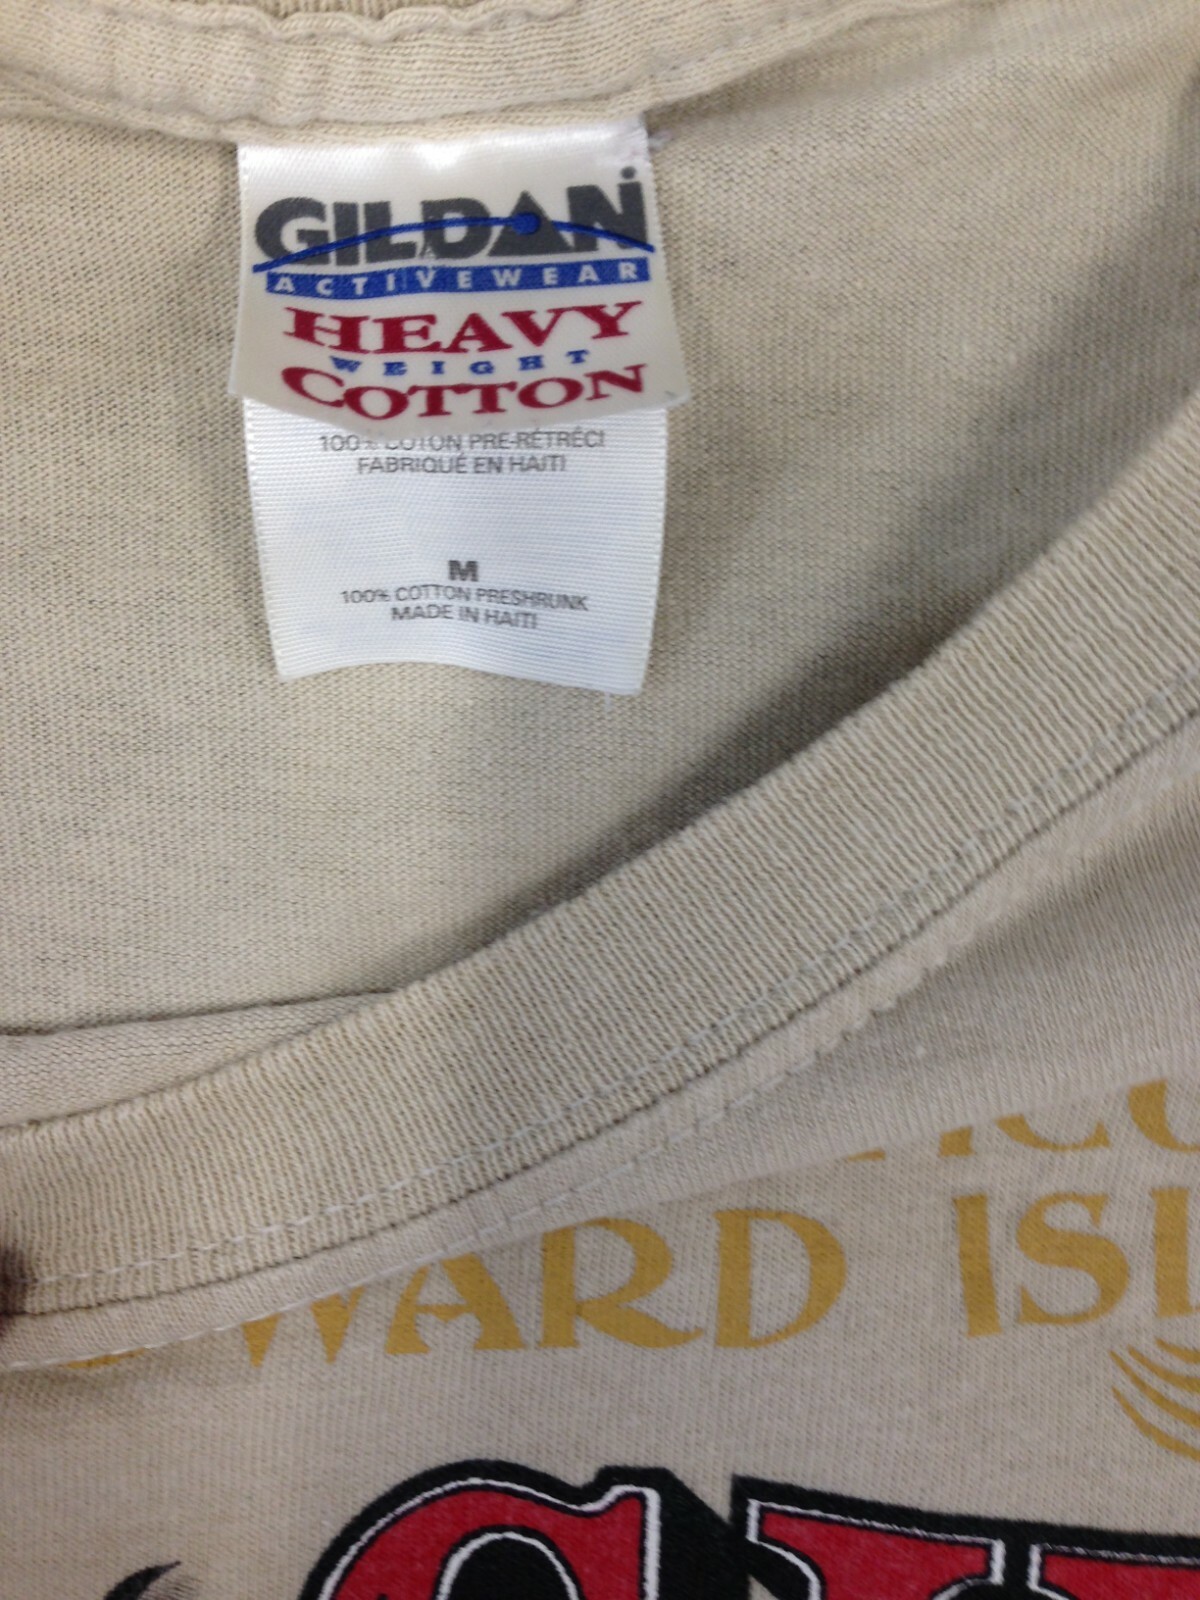 GILDAN
ACTIVEWEAR
HEAVY
WEIGHT
COTTON
100% COTON PRE-RÉTRÉCI
FABRIQUÉ EN HAITI
M
100% COTTON PRESHRUNK
MADE IN HAITI
WARD ISL